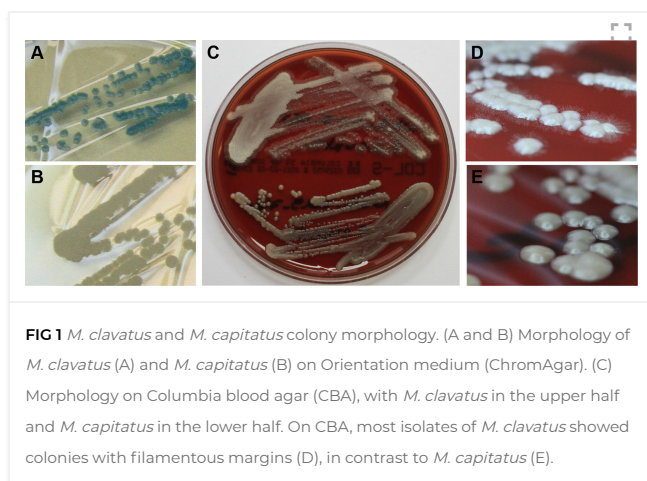 A
C
D
B
E
COL-S
FIG 1 M. clavatus and M. capitatus colony morphology. (A and B) Morphology of
M. clavatus (A) and M. capitatus (B) on Orientation medium (ChromAgar). (C)
Morphology on Columbia blood agar (CBA), with M. clavatus in the upper half
and M. capitatus in the lower half. On CBA, most isolates of M. clavatus showed
colonies with filamentous margins (D), in contrast to M. capitatus (E).